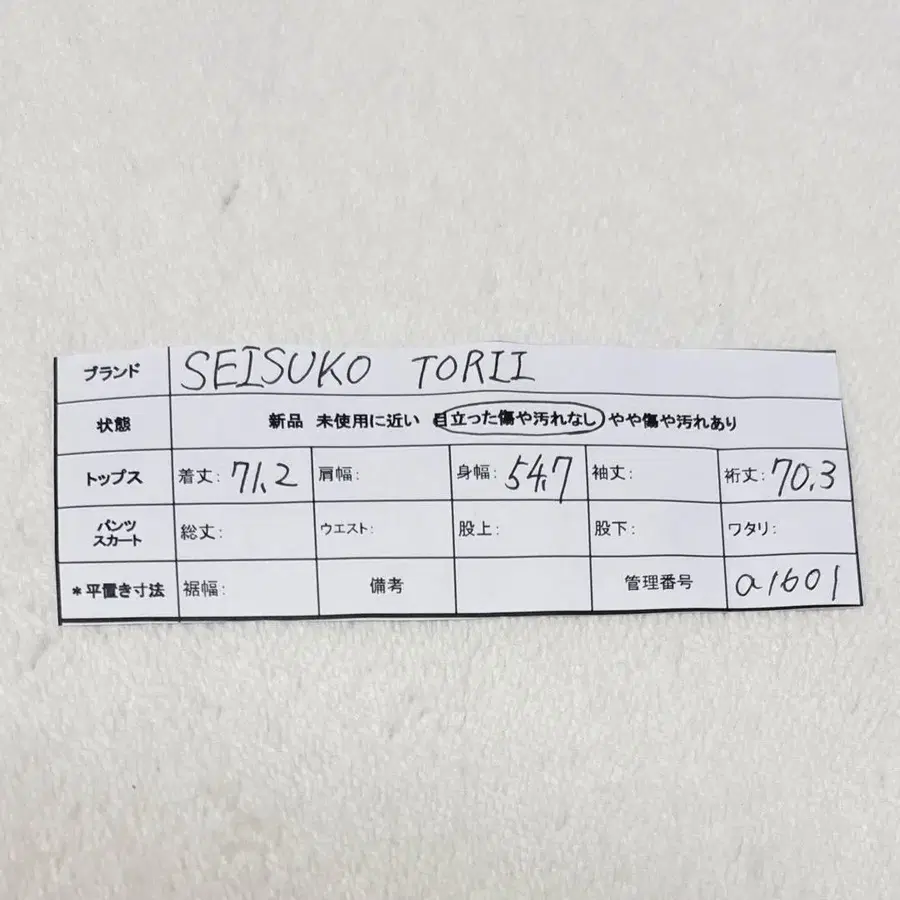 ブランド SEISUKO TORII
状態 新品 未使用に近い 目立った傷や汚れなし やや傷や汚れあり
トップス 着丈: 71.2 肩幅: 身幅: 54.7 袖丈: 裄丈: 70.3
パンツ
スカート 総丈: ウエスト: 股上: 股下: ワタリ:
*平置き寸法 裾幅: 備考 管理番号 a1601